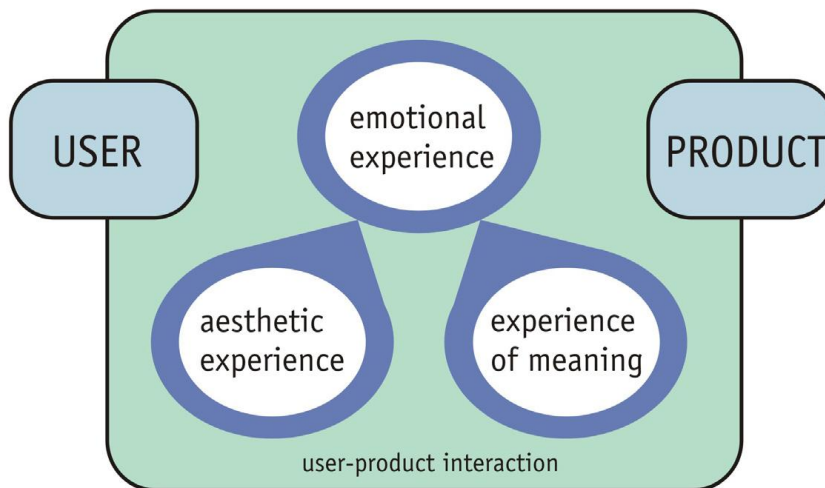 emotional
experience
USER
PRODUCT
aesthetic
experience
experience
of meaning
user-product interaction